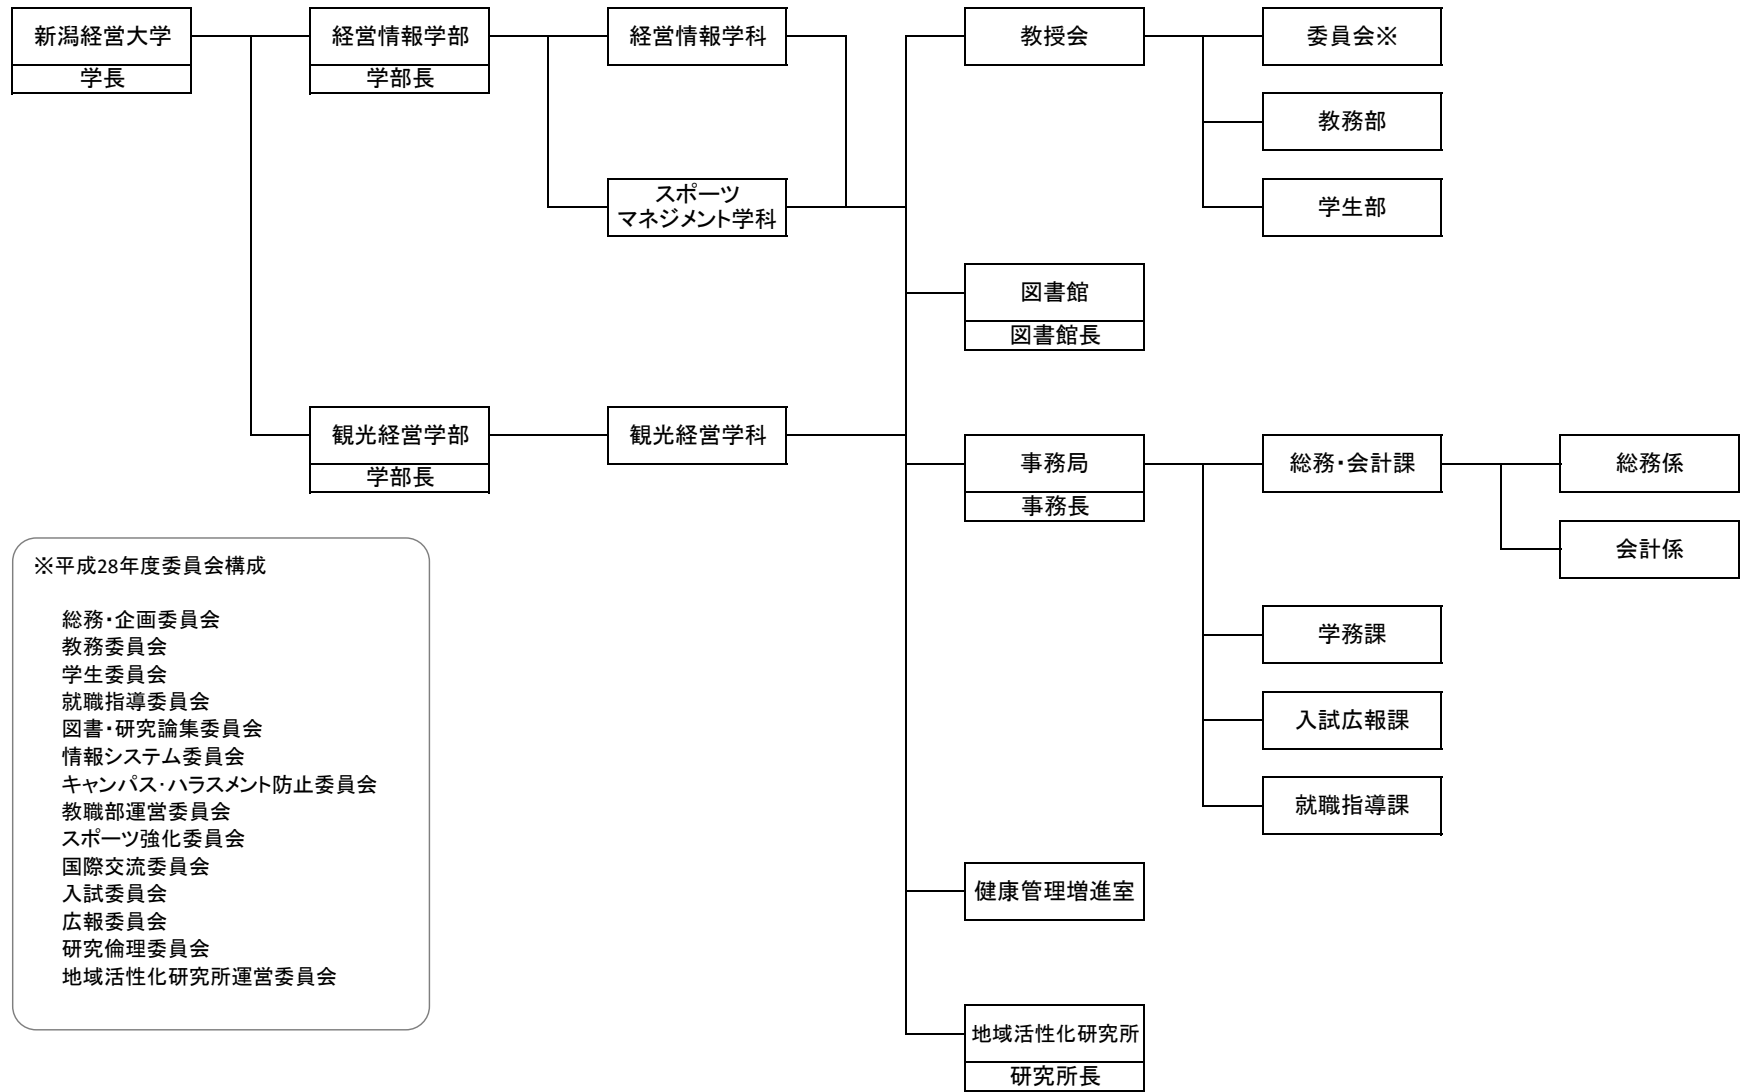 新潟経営大学
学長
経営情報学部
学部長
経営情報学科
スポーツ
マネジメント学科
観光経営学部
学部長
観光経営学科
教授会
委員会※
教務部
学生部
図書館
図書館長
事務局
事務長
総務・会計課
総務係
会計係
学務課
入試広報課
就職指導課
健康管理増進室
地域活性化研究所
研究所長
※平成28年度委員会構成
総務・企画委員会
教務委員会
学生委員会
就職指導委員会
図書・研究論集委員会
情報システム委員会
キャンパス・ハラスメント防止委員会
教職部運営委員会
スポーツ強化委員会
国際交流委員会
入試委員会
広報委員会
研究倫理委員会
地域活性化研究所運営委員会